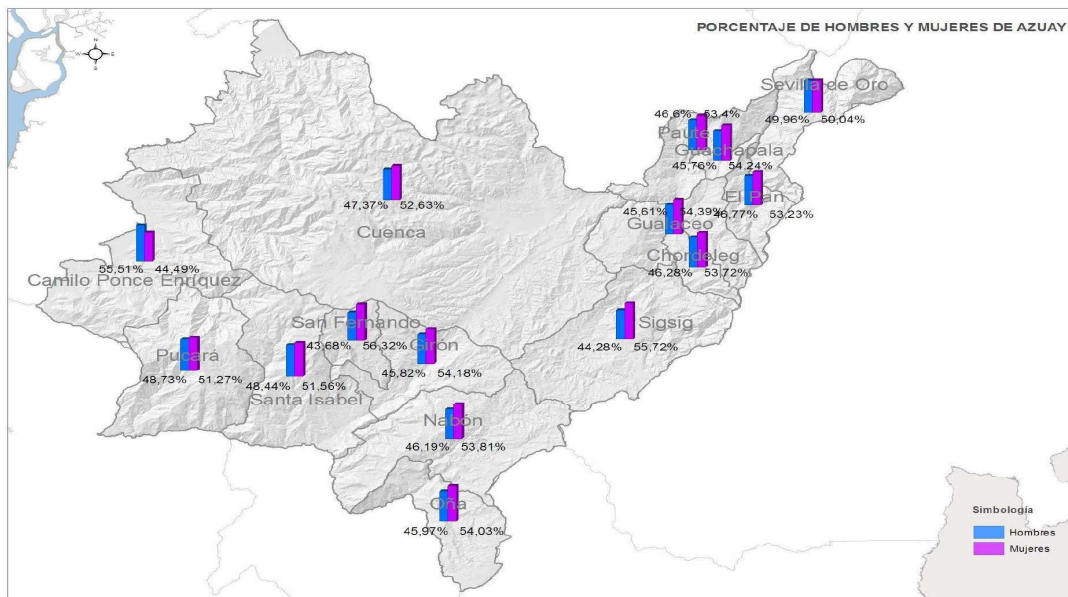 PORCENTAJE DE HOMBRES Y MUJERES DE AZUAY
N
W E
S
Sevilla de Oro
49,96% 50,04%
46,6% 53,4%
Paute
Guachapala
45,76% 54,24%
El Pan
46,77% 53,23%
45,61% 54,39%
Gualaceo
Chordeleg
46,28% 53,72%
47,37% 52,63%
Cuenca
55,51% 44,49%
Camilo Ponce Enríquez
San Fernando
43,68% 56,32%
Girón
45,82% 54,18%
Sigsig
44,28% 55,72%
Pucará
48,73% 51,27%
48,44% 51,56%
Santa Isabel
Nabón
46,19% 53,81%
Oña
45,97% 54,03%
Simbología
Hombres
Mujeres